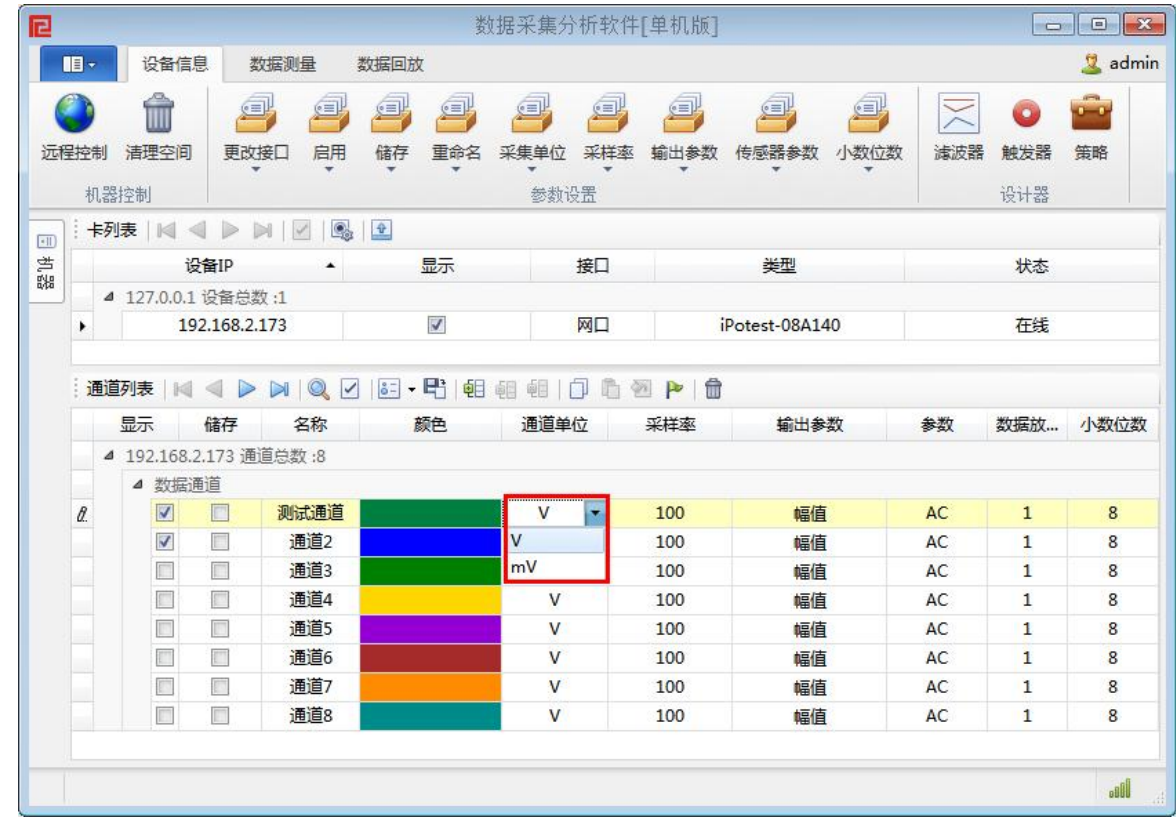 数据采集分析软件[单机版]
设备信息 数据测量 数据回放 admin
远程控制 清理空间 更改接口 启用 储存 重命名 采集单位 采样率 输出参数 传感器参数 小数位数 滤波器 触发器 策略
机器控制 参数设置 设计器
卡列表
机器
设备IP 显示 接口 类型 状态
127.0.0.1 设备总数 :1
192.168.2.173 网口 iPotest-08A140 在线
通道列表
显示 储存 名称 颜色 通道单位 采样率 输出参数 参数 数据放... 小数位数
192.168.2.173 通道总数 :8
数据通道
测试通道 V 100 幅值 AC 1 8
通道2 V 100 幅值 AC 1 8
通道3 mV 100 幅值 AC 1 8
通道4 V 100 幅值 AC 1 8
通道5 V 100 幅值 AC 1 8
通道6 V 100 幅值 AC 1 8
通道7 V 100 幅值 AC 1 8
通道8 V 100 幅值 AC 1 8